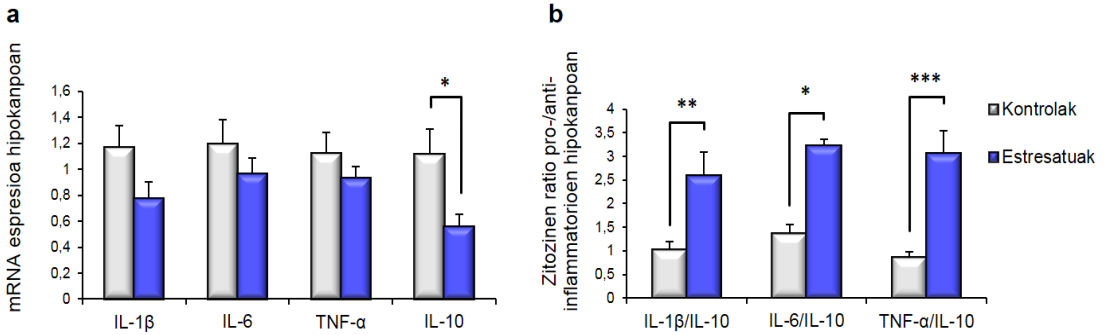 a
mRNA espresioa hipokanpoan
1,6
1,4
1,2
1
0,8
0,6
0,4
0,2
0
*
IL-1β
IL-6
TNF-α
IL-10
b
Zitozinen ratio pro-/anti-
inflammatorioen hipokanpoan
4
3,5
3
2,5
2
1,5
1
0,5
0
**
*
***
IL-1β/IL-10
IL-6/IL-10
TNF-α/IL-10
Kontrolak
Estresatuak